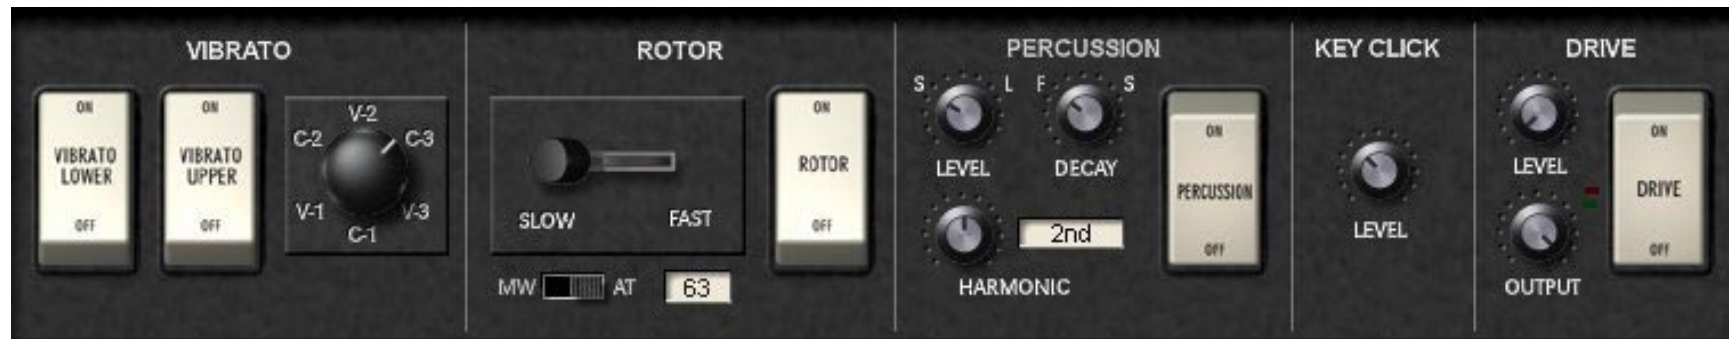 VIBRATO
ON
VIBRATO
LOWER
OFF
ON
VIBRATO
UPPER
OFF
V-2
C-2
C-3
V-1
V-3
C-1
ROTOR
SLOW
FAST
MW
AT
63
ON
ROTOR
OFF
PERCUSSION
S
L
F
S
LEVEL
DECAY
2nd
HARMONIC
ON
PERCUSSION
OFF
KEY CLICK
LEVEL
DRIVE
LEVEL
OUTPUT
ON
DRIVE
OFF